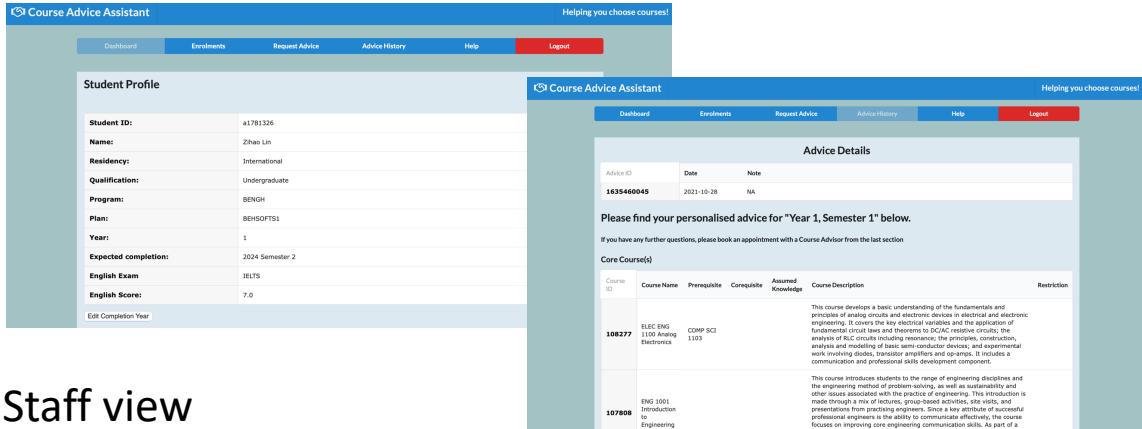 Course Advice Assistant
Helping you choose courses!
Dashboard Enrolments Request Advice Advice History Help Logout
Student Profile
Student ID: a1781326
Name: Zihao Lin
Residency: International
Qualification: Undergraduate
Program: BENGH
Plan: BEHSOFTS1
Year: 1
Expected completion: 2024 Semester 2
English Exam IELTS
English Score: 7.0
Edit Completion Year
Course Advice Assistant
Helping you choose courses!
Dashboard Enrolments Request Advice Advice History Help Logout
Advice Details
Advice ID Date Note
1635460045 2021-10-28 NA
Please find your personalised advice for "Year 1, Semester 1" below.
If you have any further questions, please book an appointment with a Course Advisor from the last section
Core Course(s)
Course
ID
Course Name
Prerequisite
Corequisite
Assumed
Knowledge
Course Description
Restriction
108277
ELEC ENG
1100 Analog
Electronics
COMP SCI
1103
This course develops a basic understanding of the fundamentals and
principles of analog circuits and electronic devices in electrical and electronic
engineering. It covers the key electrical variables and the application of
fundamental circuit laws and theorems to DC/AC resistive circuits; the
analysis of RLC circuits including resonance; the principles, construction,
analysis and modelling of basic semi-conductor devices; and experimental
work involving diodes, transistor amplifiers and op-amps. It includes a
communication and professional skills development component.
107808
ENG 1001
Introduction
to
Engineering
This course introduces students to the range of engineering disciplines and
the engineering method of problem-solving, as well as sustainability and
other issues associated with the practice of engineering. This introduction is
made through a mix of lectures, group-based activities, site visits, and
presentations from practising engineers. Since a key attribute of successful
professional engineers is the ability to communicate effectively, the course
focuses on improving core engineering communication skills. As part of a
Staff view